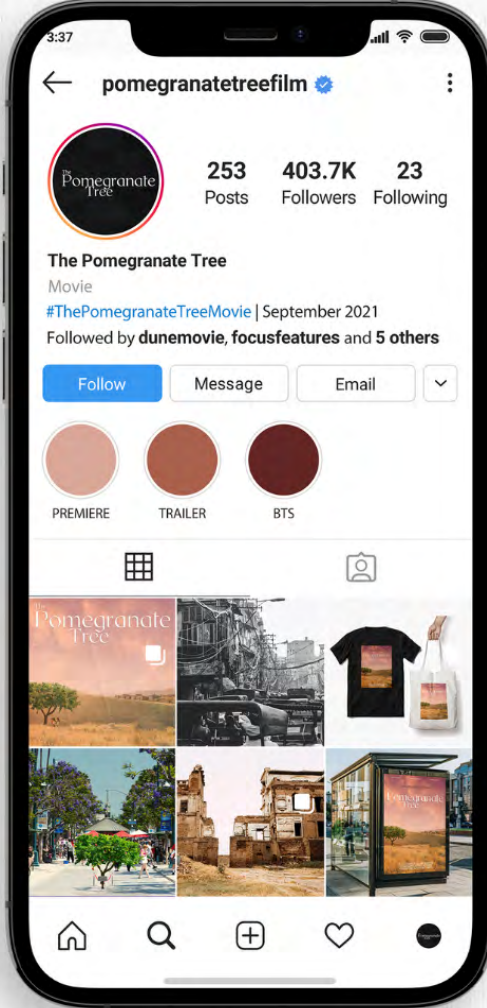 3:37
pomegranatetreefilm
The
Pomegranate
Tree
253
403.7K
23
Posts
Followers
Following
The Pomegranate Tree
Movie
#ThePomegranateTreeMovie | September 2021
Followed by dunemovie, focusfeatures and 5 others
Follow
Message
Email
PREMIERE
TRAILER
BTS
The
Pomegranate
Tree
Pomegranate
Tree